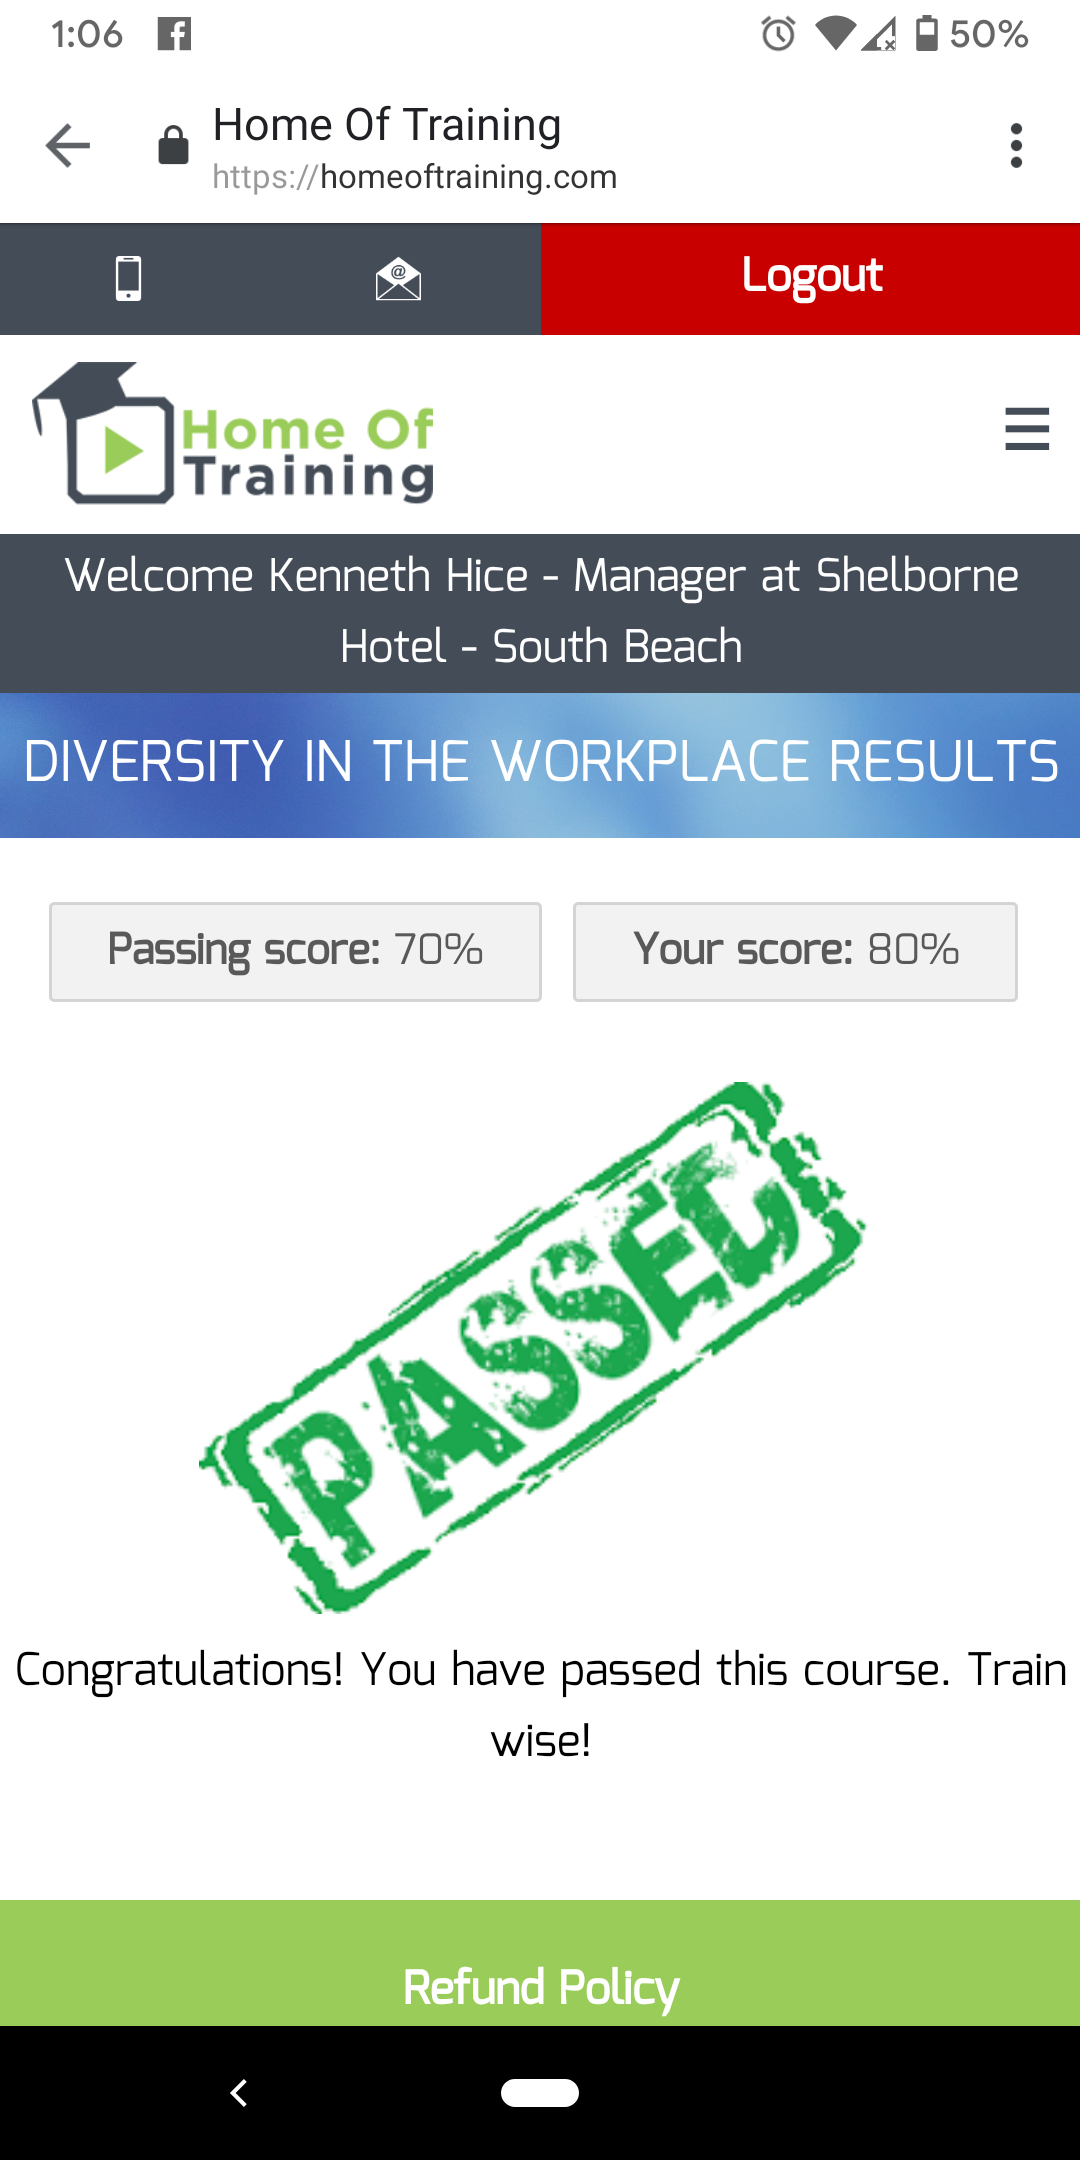 1:06
50%
Home Of Training
https://homeoftraining.com
@
Logout
Home Of
Training
Welcome Kenneth Hice - Manager at Shelborne
Hotel - South Beach
DIVERSITY IN THE WORKPLACE RESULTS
Passing score: 70%
Your score: 80%
PASSED
Congratulations! You have passed this course. Train
wise!
Refund Policy